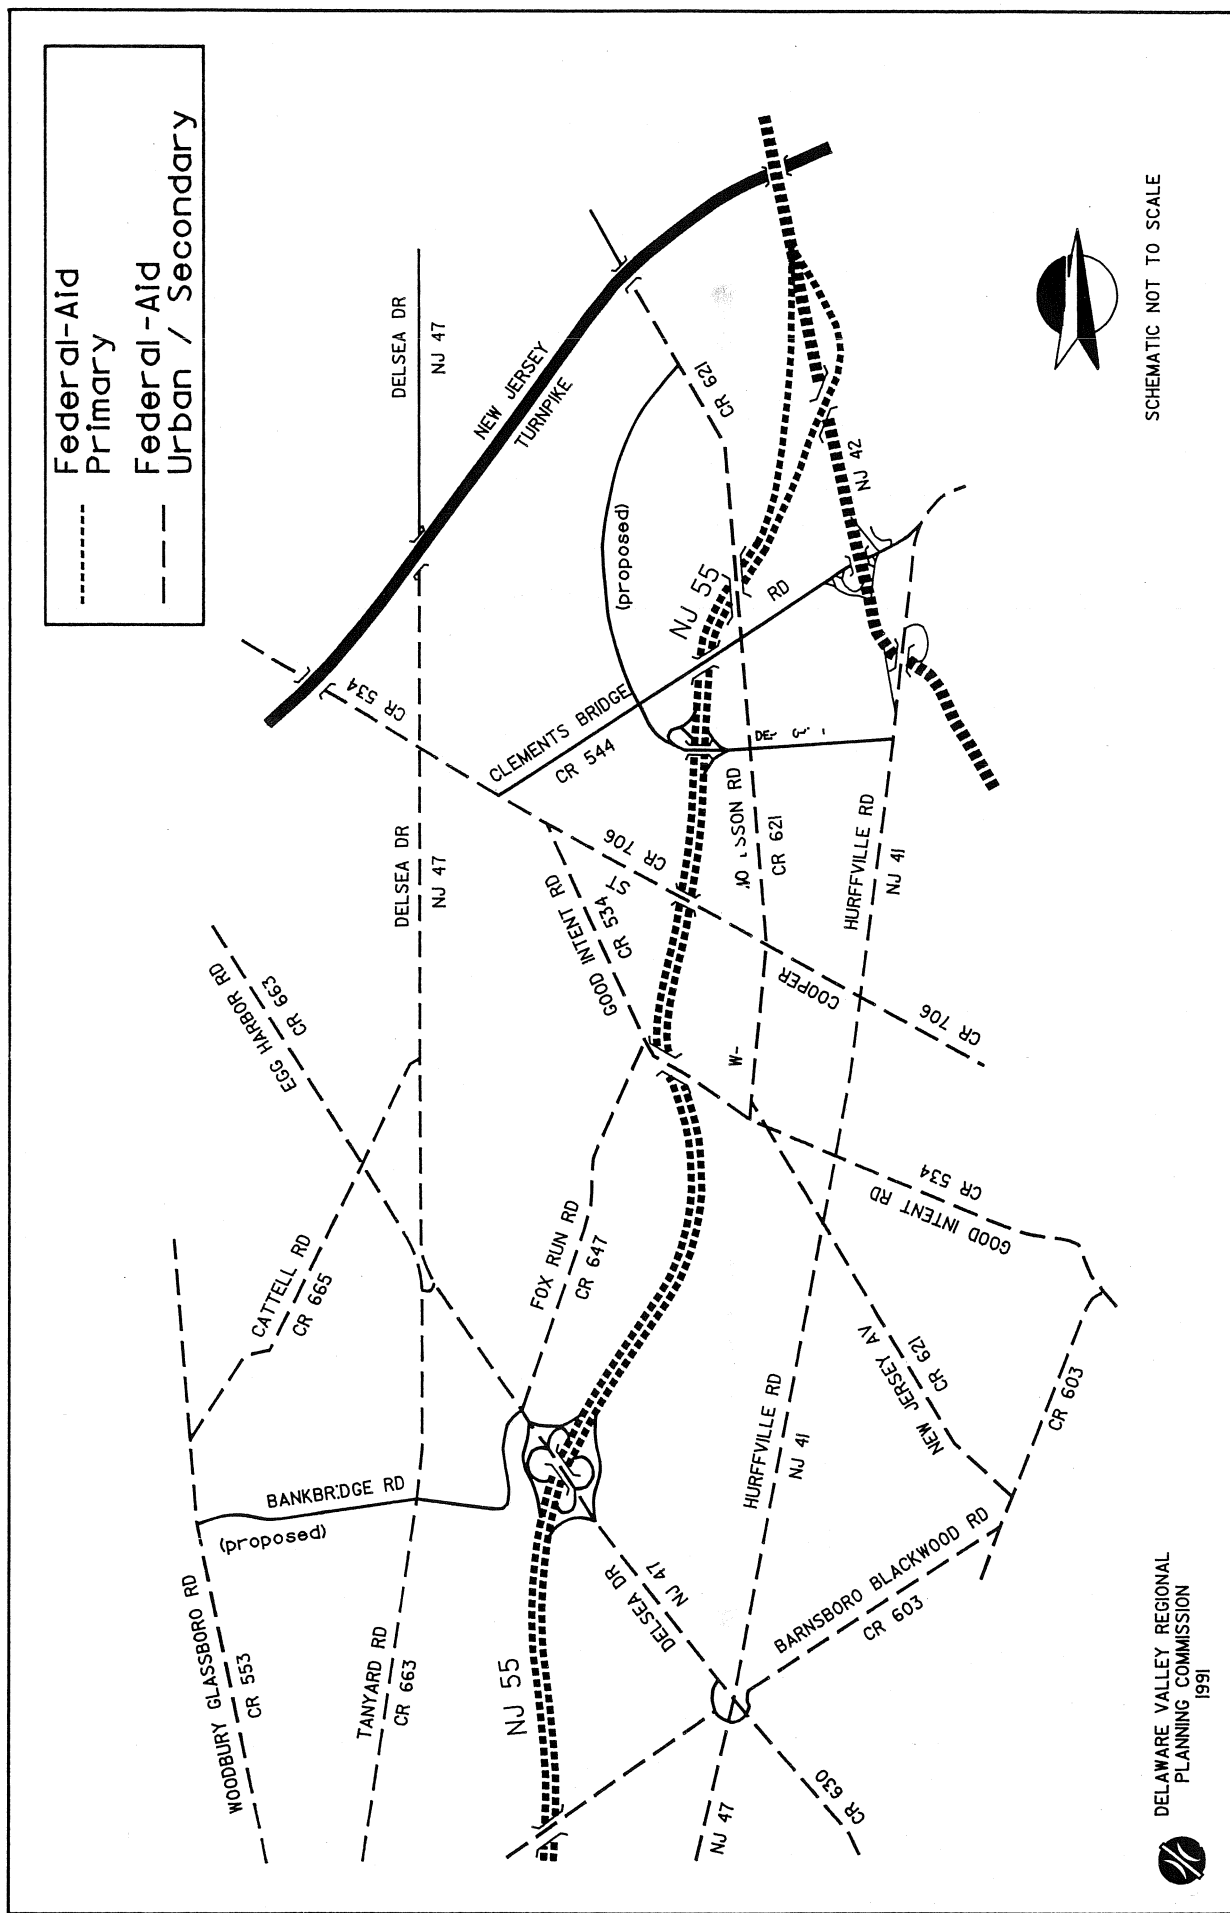 Federal-Aid
Primary
Federal-Aid
Urban / Secondary
DELSEA DR
NJ 47
NEW JERSEY
TURNPIKE
CR 621
(proposed)
NJ 42
NJ 55
RD
CR 534
CLEMENTS BRIDGE
CR 544
DELSEA DR
NJ 47
CR 706
GOOD INTENT RD
CR 534
ST
SSON RD
CR 621
HURFFVILLE RD
NJ 41
EGG HARBOR RD
CR 663
COOPER
CR 706
CATTELL RD
CR 665
FOX RUN RD
CR 647
GOOD INTENT RD
CR 534
NEW JERSEY AV
CR 621
CR 603
BANKBRIDGE RD
(proposed)
HURFFVILLE RD
NJ 41
WOODBURY GLASSBORO RD
CR 553
TANYARD RD
CR 663
NJ 55
DELSEA DR
NJ 47
BARNSBORO BLACKWOOD RD
CR 603
NJ 47
CR 630
SCHEMATIC NOT TO SCALE
DELAWARE VALLEY REGIONAL
PLANNING COMMISSION
1991